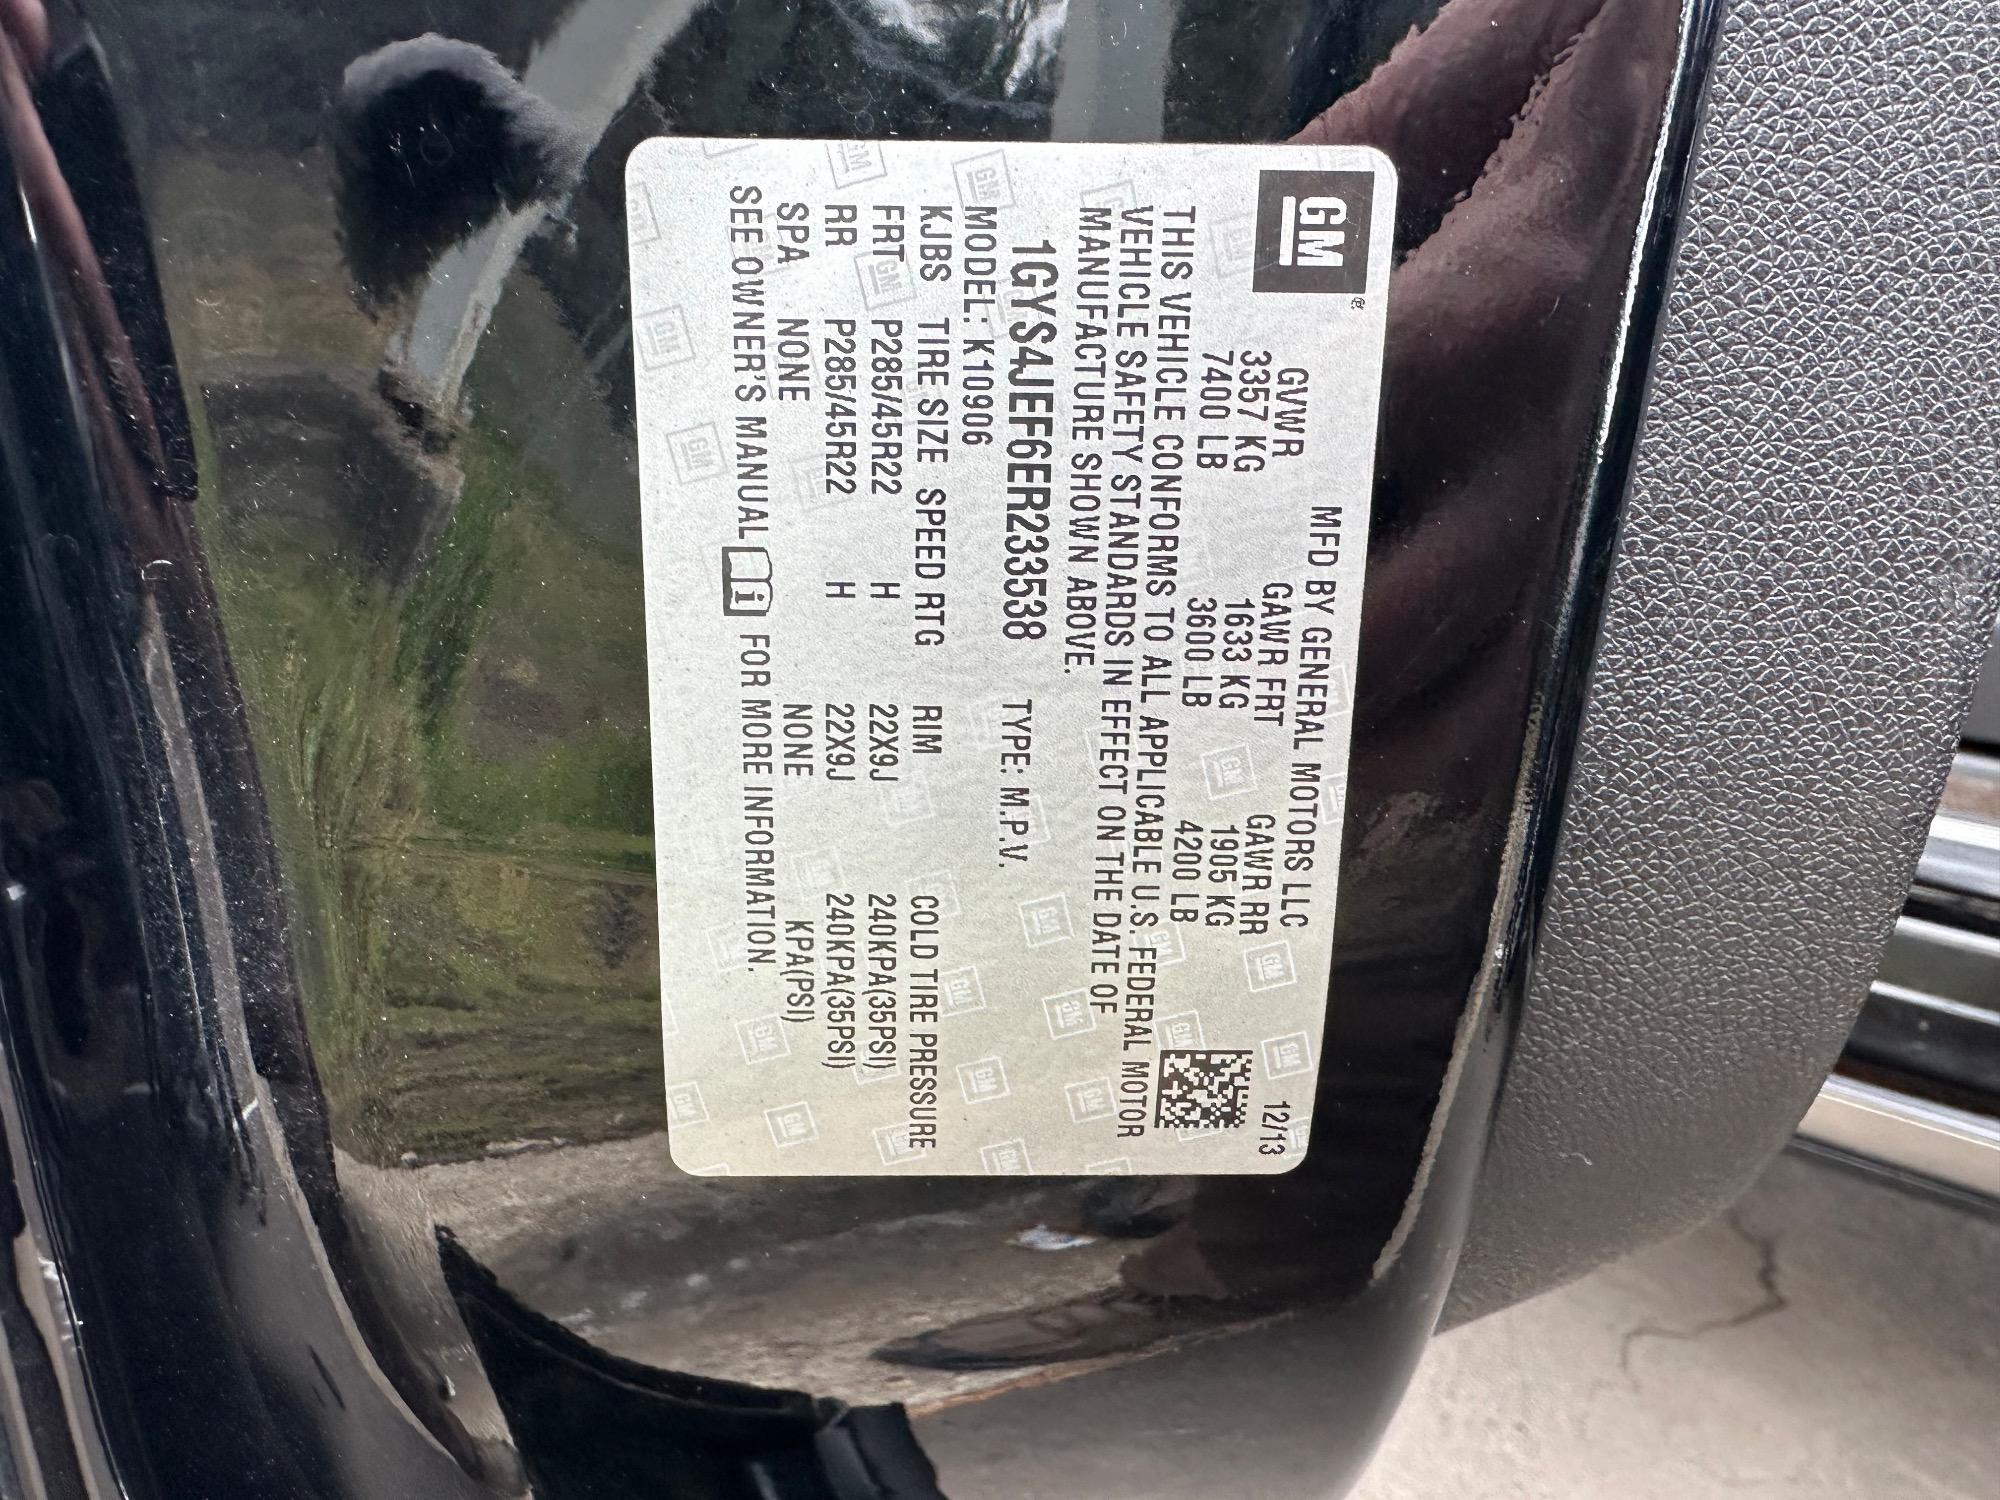 GM®
MFD BY GENERAL MOTORS LLC 12/13
GVWR GAWR FRT GAWR RR
3357 KG 1633 KG 1905 KG
7400 LB 3600 LB 4200 LB
THIS VEHICLE CONFORMS TO ALL APPLICABLE U.S. FEDERAL MOTOR
VEHICLE SAFETY STANDARDS IN EFFECT ON THE DATE OF
MANUFACTURE SHOWN ABOVE.
1GYS4JEF6ER233538 TYPE: M.P.V.
MODEL: K10906
KJBS TIRE SIZE SPEED RTG RIM COLD TIRE PRESSURE
FRT P285/45R22 H 22X9J 240KPA(35PSI)
RR P285/45R22 H 22X9J 240KPA(35PSI)
SPA NONE NONE KPA(PSI)
SEE OWNER'S MANUAL i FOR MORE INFORMATION.